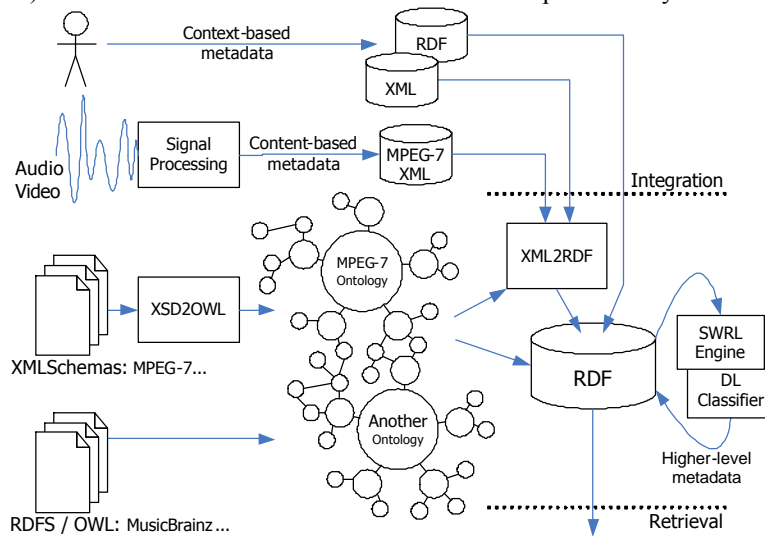 Context-based
metadata
RDF
XML
Signal
Processing
Content-based
metadata
MPEG-7
XML
Audio
Video
Integration
MPEG-7
Ontology
XML2RDF
XSD2OWL
SWRL
Engine
DL
Classifier
RDF
XMLSchemas: MPEG-7...
Another
Ontology
Higher-level
metadata
RDFS / OWL: MusicBrainz ...
Retrieval